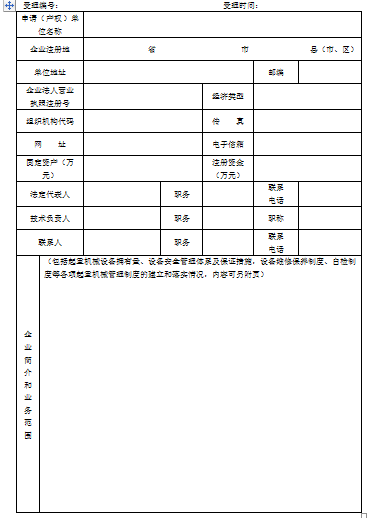 受理编号： 受理时间：
申请（产权）单
位名称
企业注册地 省 市 县（市、区）
单位地址 邮编
企业法人营业
执照注册号 经济类型
组织机构代码 传 真
网 址 电子信箱
固定资产（万
元） 注册资金
（万元）
法定代表人 职务 联系
电话
技术负责人 职务 职称
联系人 职务 联系
电话
企业简介和业务范围
（包括起重机械设备拥有量、设备安全管理体系及保证措施，设备维修保养制度、自检制
度等各项起重机械管理制度的建立和落实情况，内容可另附页）